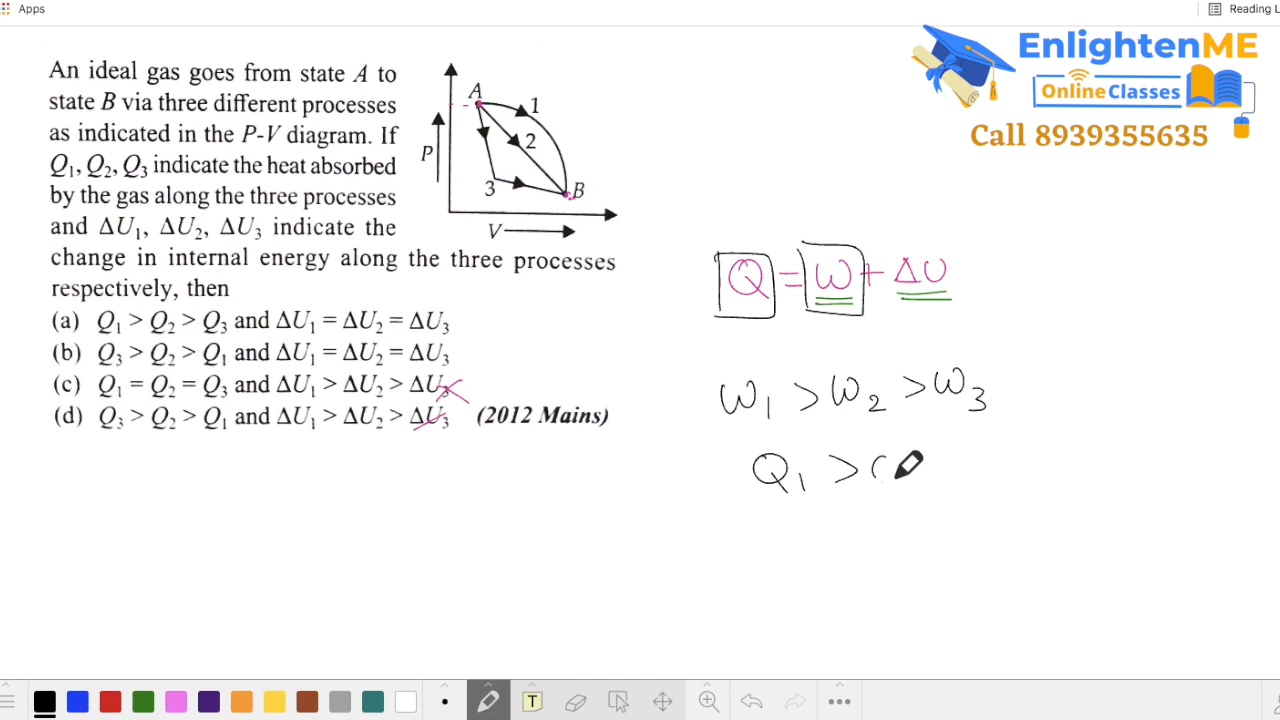 Apps
Reading L
EnlightenME
Online Classes
Call 8939355635
An ideal gas goes from state A to
state B via three different processes
as indicated in the P-V diagram. If
Q₁, Q₂, Q₃ indicate the heat absorbed
by the gas along the three processes
and ΔU₁, ΔU₂, ΔU₃ indicate the
change in internal energy along the three processes
respectively, then
(a) Q₁ > Q₂ > Q₃ and ΔU₁ = ΔU₂ = ΔU₃
(b) Q₃ > Q₂ > Q₁ and ΔU₁ = ΔU₂ = ΔU₃
(c) Q₁ = Q₂ = Q₃ and ΔU₁ > ΔU₂ > ΔU₃
(d) Q₃ > Q₂ > Q₁ and ΔU₁ > ΔU₂ > ΔU₃ (2012 Mains)
A
1
2
P
3
B
V
Q = W + ΔU
W₁ > W₂ > W₃
Q₁ > (
T